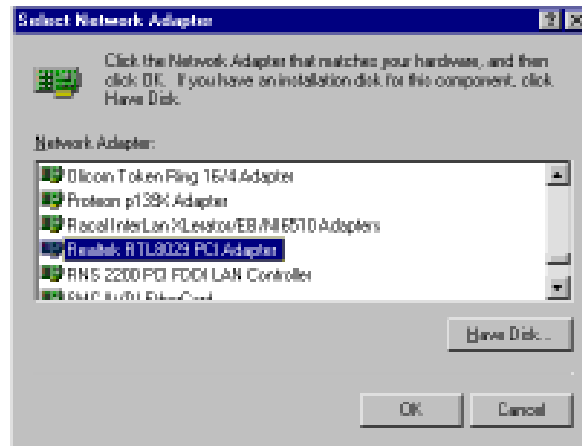 Select Network Adapter
Click the Network Adapter that matches your hardware, and then
click OK. If you have an installation disk for this component, click
Have Disk.
Network Adapter:
Olicom Token Ring 16/4 Adapter
Proteon p139X Adapter
Racal InterLan XLerator/EB/NI6510 Adapters
Realtek RTL8029 PCI Adapter
RNS 2200 PCI FDDI LAN Controller
Have Disk...
OK
Cancel